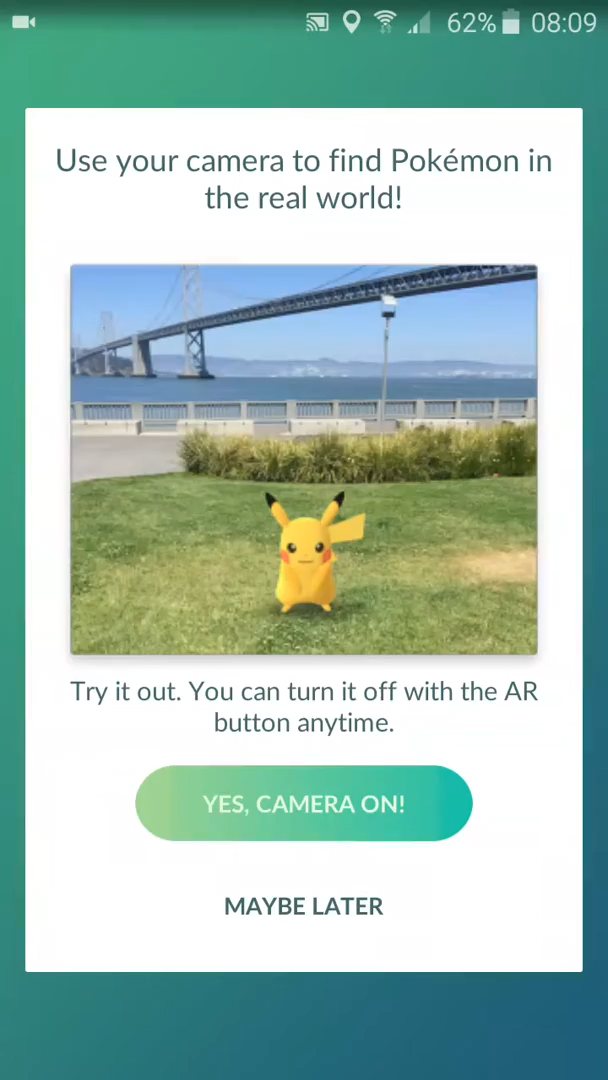 62% 08:09
Use your camera to find Pokémon in
the real world!
Try it out. You can turn it off with the AR
button anytime.
YES, CAMERA ON!
MAYBE LATER